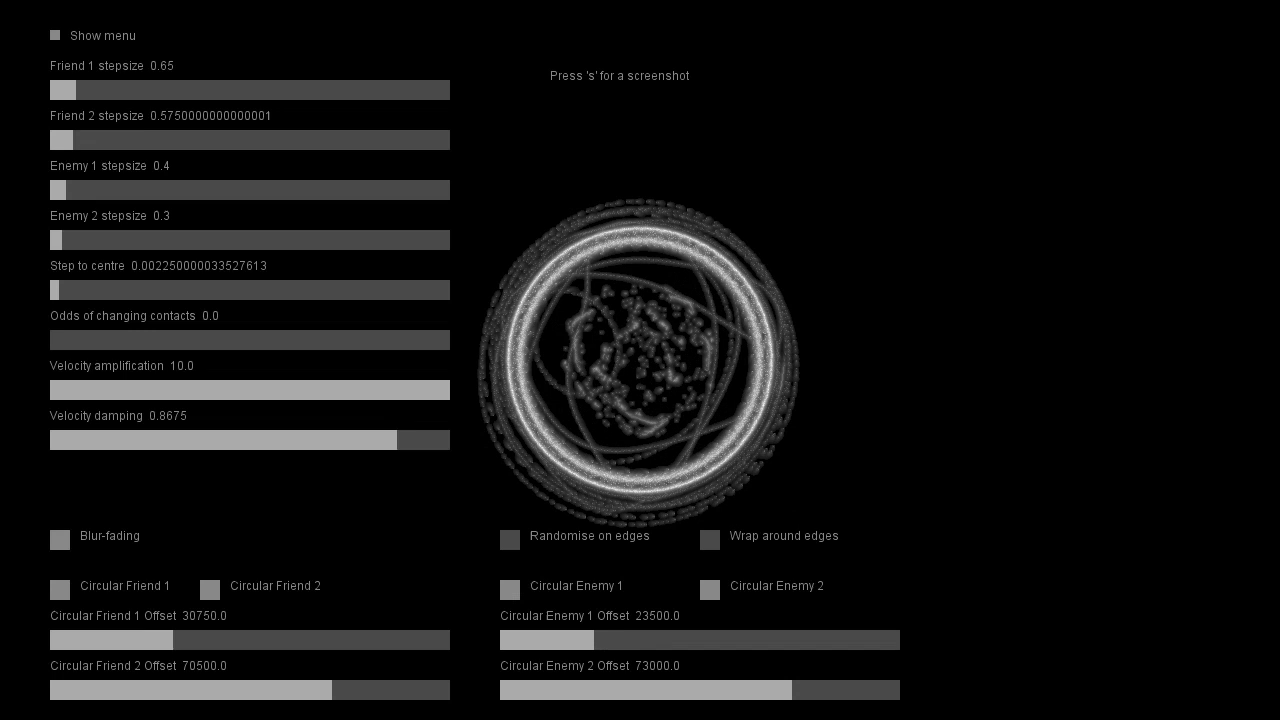 Show menu
Friend 1 stepsize 0.65
Press 's' for a screenshot
Friend 2 stepsize 0.5750000000000001
Enemy 1 stepsize 0.4
Enemy 2 stepsize 0.3
Step to centre 0.002250000033527613
Odds of changing contacts 0.0
Velocity amplification 10.0
Velocity damping 0.8675
Blur-fading
Randomise on edges
Wrap around edges
Circular Friend 1
Circular Friend 2
Circular Enemy 1
Circular Enemy 2
Circular Friend 1 Offset 30750.0
Circular Enemy 1 Offset 23500.0
Circular Friend 2 Offset 70500.0
Circular Enemy 2 Offset 73000.0